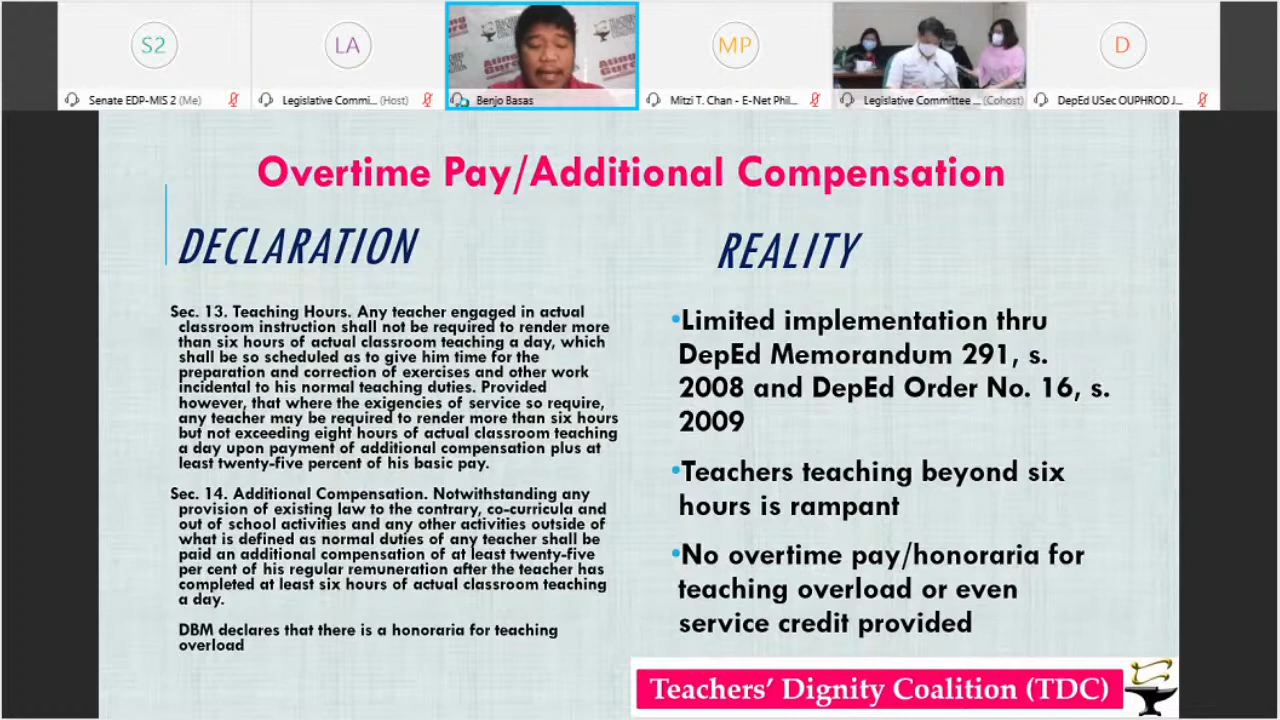 S2
LA
MP
D
Senate EDP-MIS 2 (Me)
Legislative Commi... (Host)
Benjo Basas
Mitzi T. Chan - E-Net Phil...
Legislative Committee ... (Cohost)
DepEd USec OUPHROD J...
Overtime Pay/Additional Compensation
DECLARATION
Sec. 13. Teaching Hours. Any teacher engaged in actual
classroom instruction shall not be required to render more
than six hours of actual classroom teaching a day, which
shall be so scheduled as to give him time for the
preparation and correction of exercises and other work
incidental to his normal teaching duties. Provided
however, that where the exigencies of service so require,
any teacher may be required to render more than six hours
but not exceeding eight hours of actual classroom teaching
a day upon payment of additional compensation plus at
least twenty-five percent of his basic pay.
Sec. 14. Additional Compensation. Notwithstanding any
provision of existing law to the contrary, co-curricula and
out of school activities and any other activities outside of
what is defined as normal duties of any teacher shall be
paid an additional compensation of at least twenty-five
per cent of his regular remuneration after the teacher has
completed at least six hours of actual classroom teaching
a day.
DBM declares that there is a honoraria for teaching
overload
REALITY
•Limited implementation thru
DepEd Memorandum 291, s.
2008 and DepEd Order No. 16, s.
2009
•Teachers teaching beyond six
hours is rampant
•No overtime pay/honoraria for
teaching overload or even
service credit provided
Teachers' Dignity Coalition (TDC)